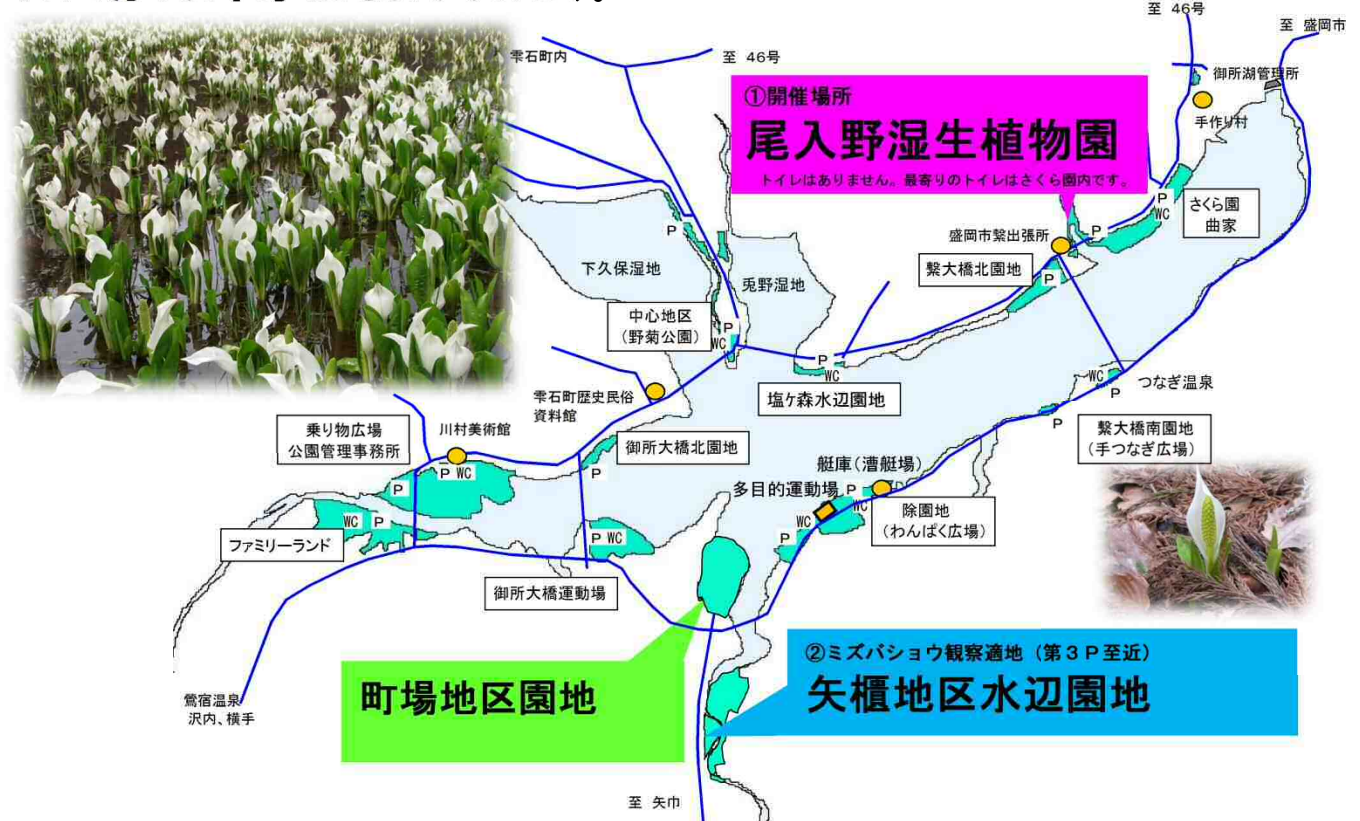 至 46号
至 盛岡市
雫石町内
至 46号
御所湖管理所
手作り村
①開催場所
尾入野湿生植物園
トイレはありません。最寄りのトイレはさくら園内です。
P
WC
さくら園
曲家
P
盛岡市繋出張所
繋大橋北園地
P
P
下久保湿地
兎野湿地
中心地区
(野菊公園)
P
WC
P
WC
塩ケ森水辺園地
WC
つなぎ温泉
P
繋大橋南園地
(手つなぎ広場)
雫石町歴史民俗
資料館
乗り物広場
公園管理事務所
川村美術館
P WC
P
御所大橋北園地
P
艇庫(漕艇場)
多目的運動場
P
WC
P
除園地
(わんぱく広場)
WC P
ファミリーランド
P WC
御所大橋運動場
町場地区園地
②ミズバショウ観察適地(第3P至近)
矢櫃地区水辺園地
鶯宿温泉
沢内、横手
至 矢巾